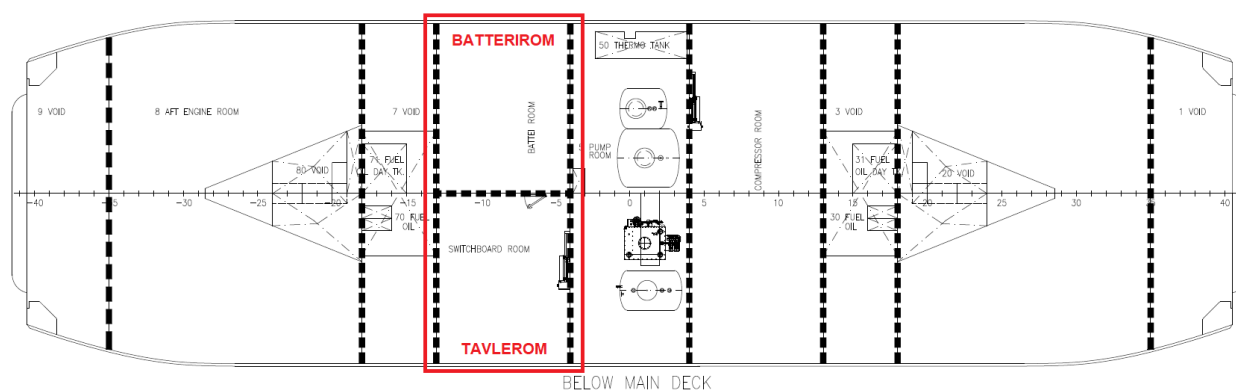 BATTERIROM
50 THERMO TANK
9 VOID
8 AFT ENGINE ROOM
7 VOID
BATTEI ROOM
5 PUMP
ROOM
COMPRESSOR ROOM
3 VOID
1 VOID
80 VOID
71 FUEL
OIL DAY TK.
31 FUEL
OIL DAY TK
20 VOID
-40
-35
-20
-15
-10
-5
0
5
10
15
20
25
30
35
40
70 FUEL
OIL
30 FUEL
OIL
SWITCHBOARD ROOM
TAVLEROM
BELOW MAIN DECK